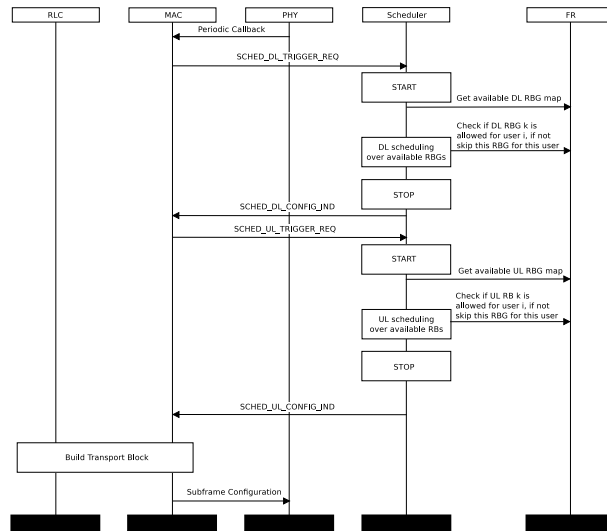 RLC MAC PHY Scheduler FR
Periodic Callback
SCHED_DL_TRIGGER_REQ
START
Get available DL RBG map
Check if DL RBG k is
allowed for user i, if not
skip this RBG for this user
DL scheduling
over available RBGs
STOP
SCHED_DL_CONFIG_IND
SCHED_UL_TRIGGER_REQ
START
Get available UL RBG map
Check if UL RB k is
allowed for user i, if not
skip this RBG for this user
UL scheduling
over available RBs
STOP
SCHED_UL_CONFIG_IND
Build Transport Block
Subframe Configuration